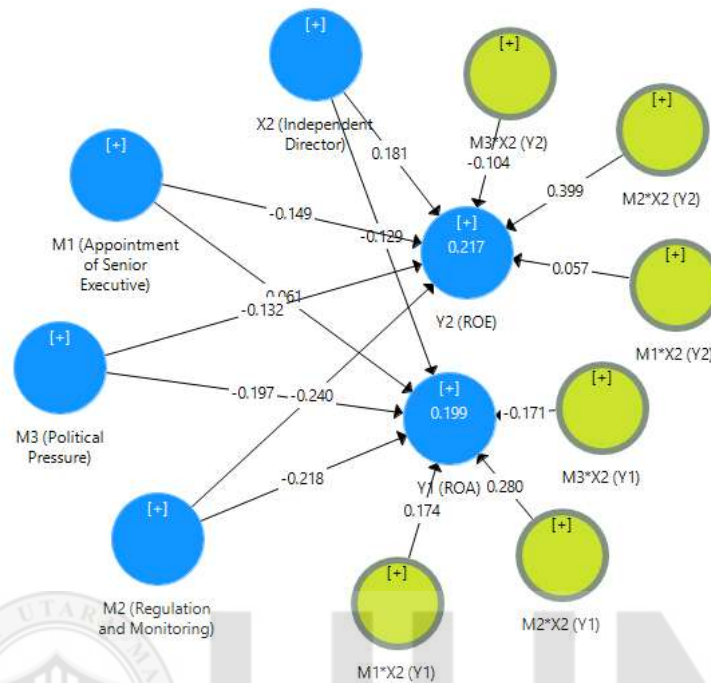 [+]
X2 (Independent
Director)
[+]
M3*X2 (Y2)
[+]
M2*X2 (Y2)
[+]
M1*X2 (Y2)
[+]
M1 (Appointment
of Senior
Executive)
[+]
M3 (Political
Pressure)
[+]
M2 (Regulation
and Monitoring)
[+]
0.217
Y2 (ROE)
[+]
0.199
Y1 (ROA)
[+]
M3*X2 (Y1)
[+]
M2*X2 (Y1)
[+]
M1*X2 (Y1)
0.181
-0.104
0.399
0.057
-0.149
-0.129
0.061
-0.132
-0.197
-0.240
-0.218
-0.171
0.280
0.174
UTARA